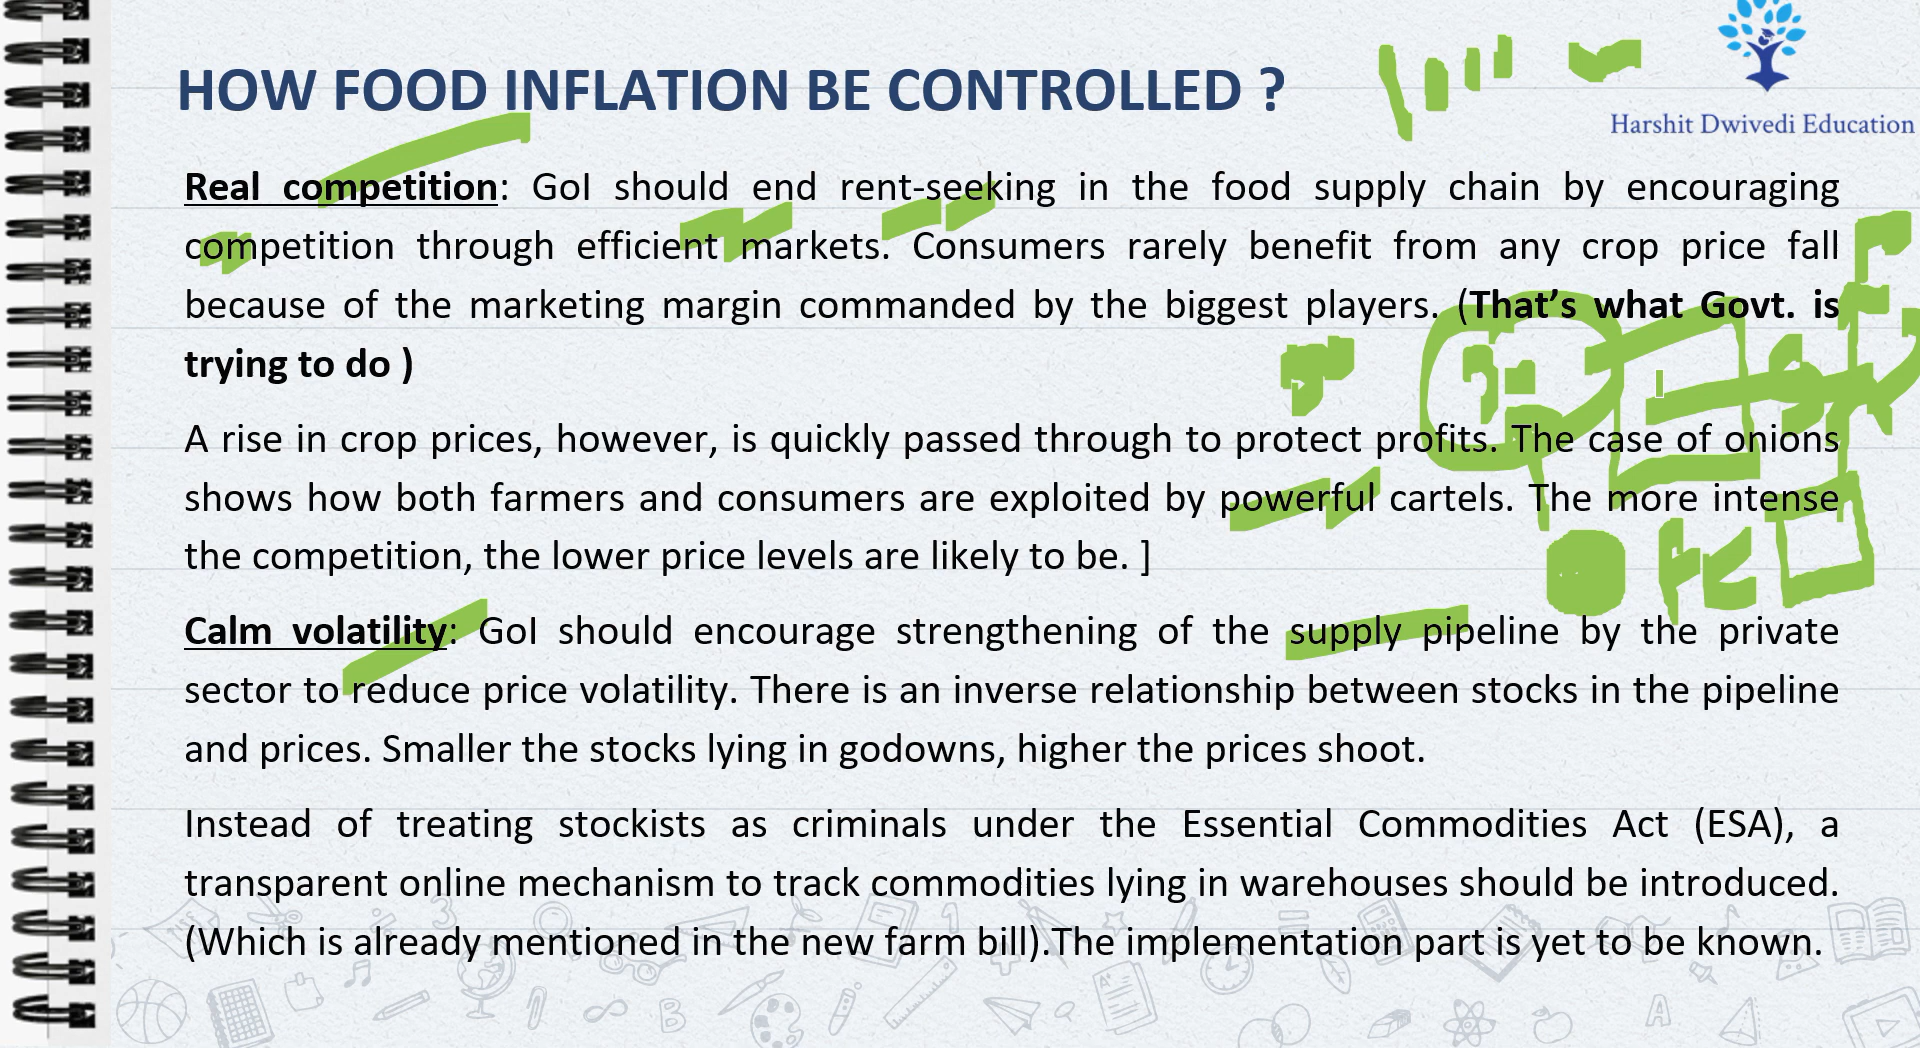 HOW FOOD INFLATION BE CONTROLLED ?
Harshit Dwivedi Education
Real competition: GoI should end rent-seeking in the food supply chain by encouraging
competition through efficient markets. Consumers rarely benefit from any crop price fall
because of the marketing margin commanded by the biggest players. (That’s what Govt. is
trying to do )
A rise in crop prices, however, is quickly passed through to protect profits. The case of onions
shows how both farmers and consumers are exploited by powerful cartels. The more intense
the competition, the lower price levels are likely to be. ]
Calm volatility: GoI should encourage strengthening of the supply pipeline by the private
sector to reduce price volatility. There is an inverse relationship between stocks in the pipeline
and prices. Smaller the stocks lying in godowns, higher the prices shoot.
Instead of treating stockists as criminals under the Essential Commodities Act (ESA), a
transparent online mechanism to track commodities lying in warehouses should be introduced.
(Which is already mentioned in the new farm bill).The implementation part is yet to be known.